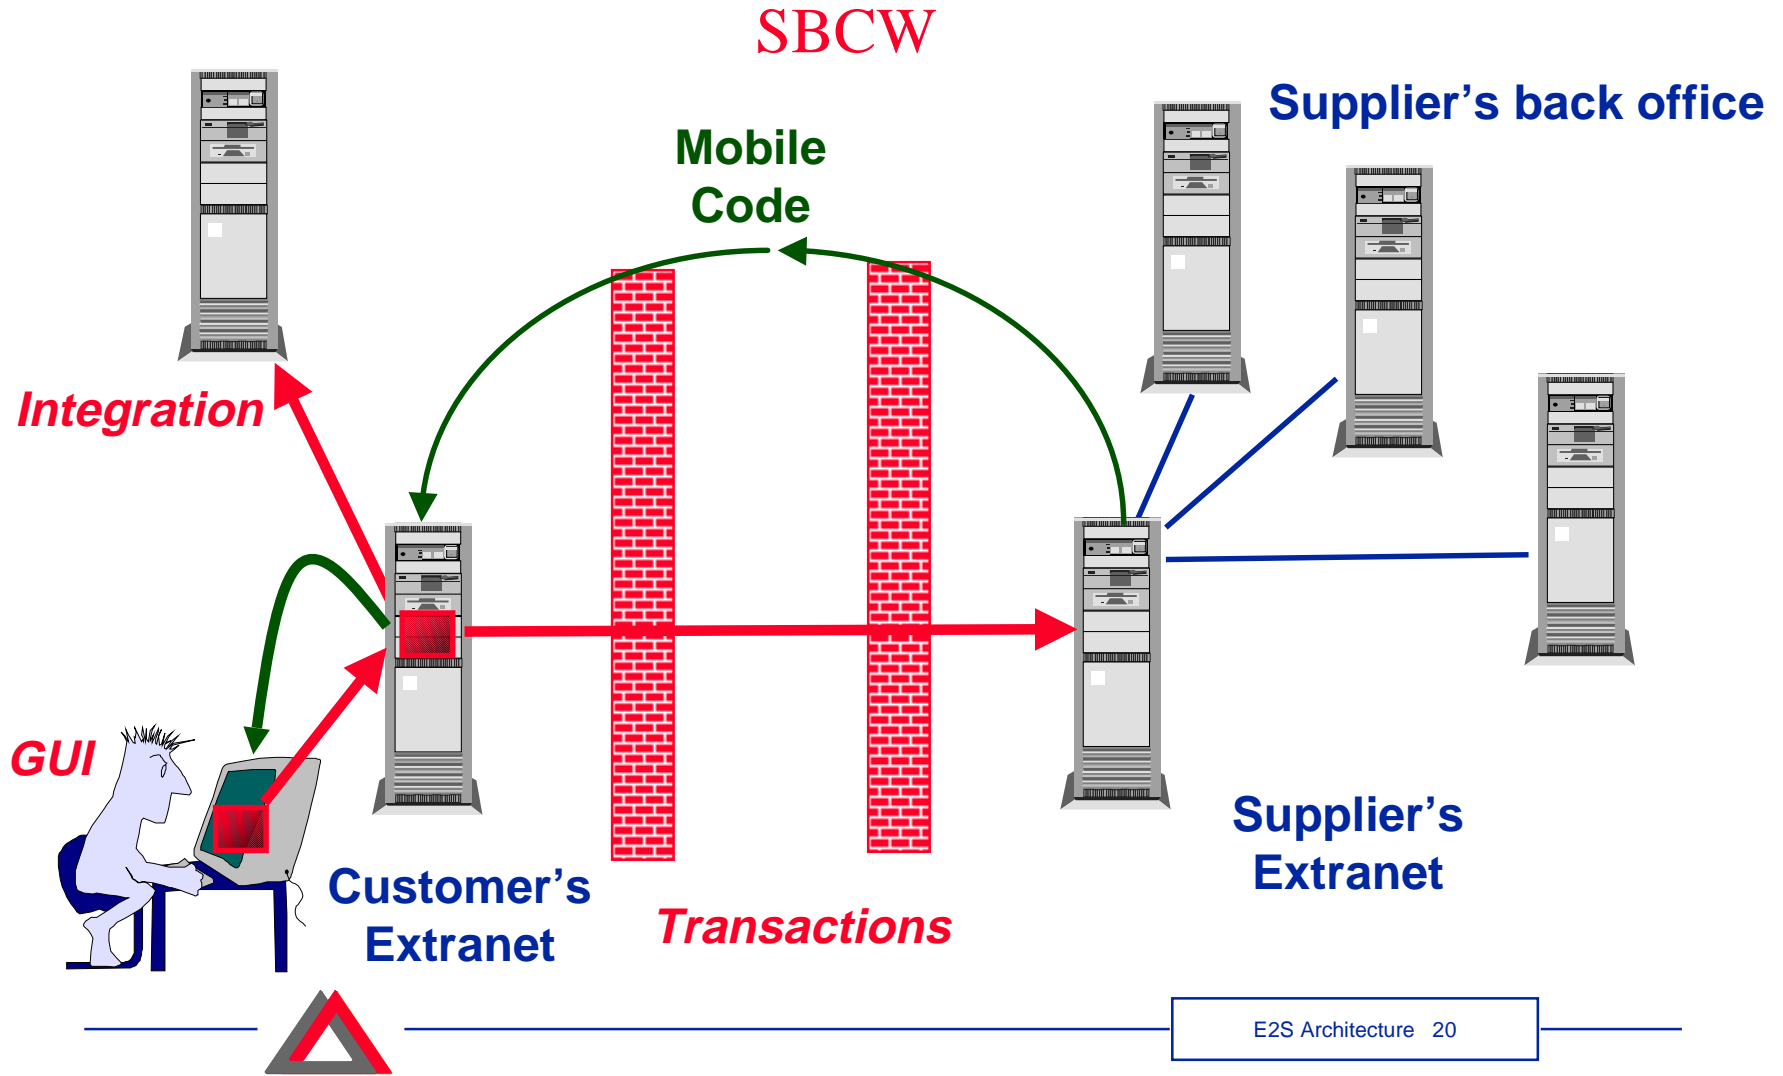 SBCW
Supplier’s back office
Mobile
Code
Integration
GUI
Customer’s
Extranet
Transactions
Supplier’s
Extranet
E2S Architecture 20